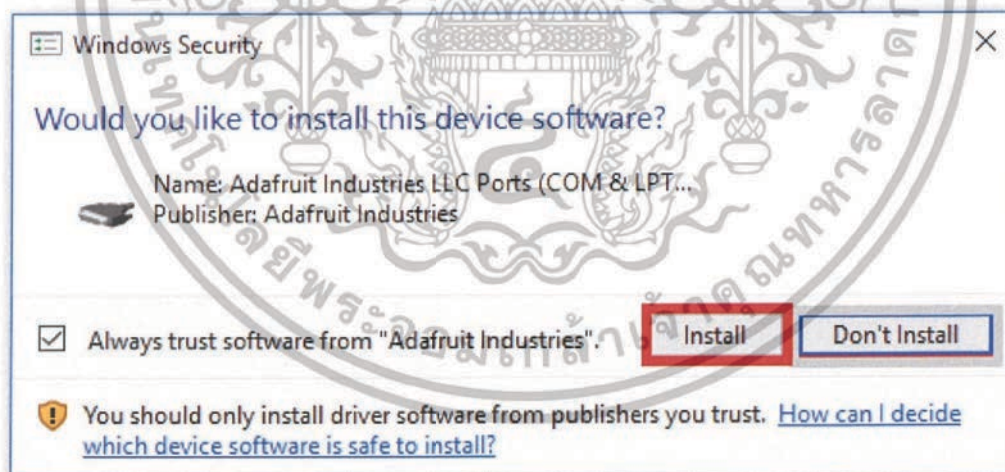 Windows Security
Would you like to install this device software?
Name: Adafruit Industries LLC Ports (COM & LPT...
Publisher: Adafruit Industries
Always trust software from "Adafruit Industries".
Install
Don't Install
You should only install driver software from publishers you trust. How can I decide
which device software is safe to install?